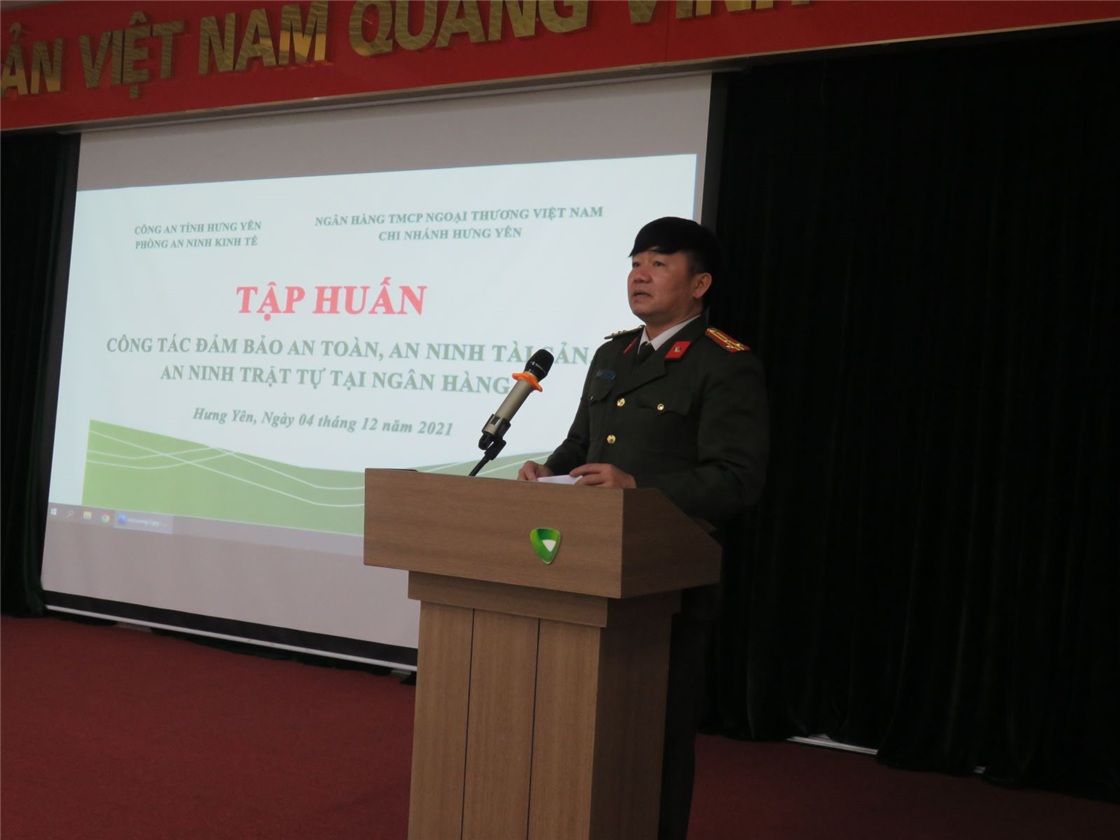 ẢN VIỆT NAM QUANG VINH
CÔNG AN TỈNH HƯNG YÊN
PHÒNG AN NINH KINH TẾ
NGÂN HÀNG TMCP NGOẠI THƯƠNG VIỆT NAM
CHI NHÁNH HƯNG YÊN
TẬP HUẤN
CÔNG TÁC ĐẢM BẢO AN TOÀN, AN NINH TÀI SẢN,
AN NINH TRẬT TỰ TẠI NGÂN HÀNG
Hưng Yên, Ngày 04 tháng 12 năm 2021